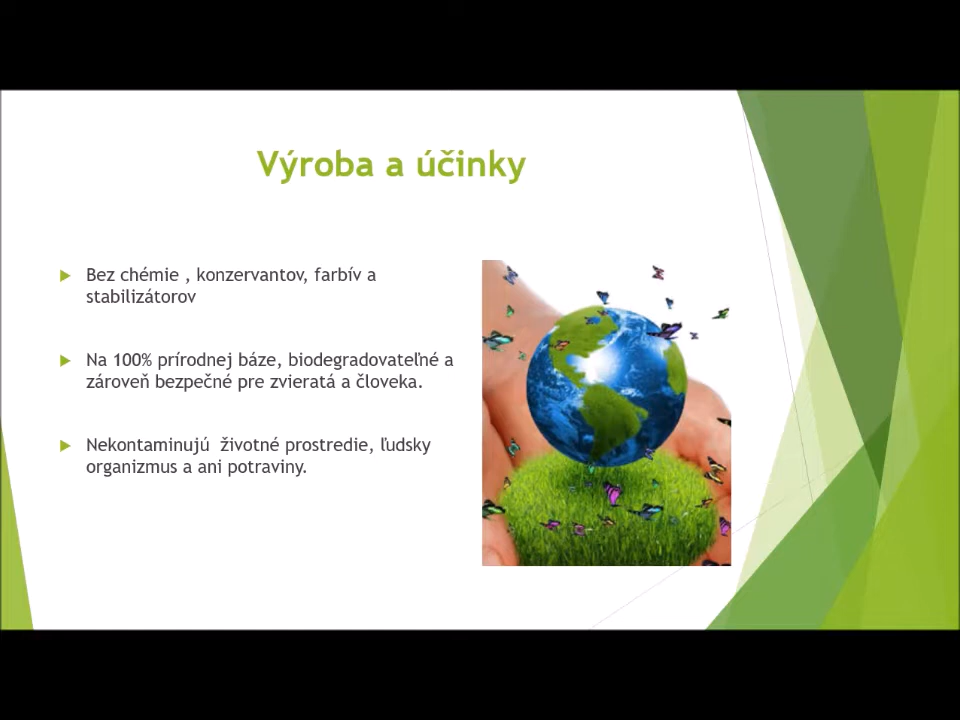 Výroba a účinky
Bez chémie , konzervantov, farbív a
stabilizátorov
Na 100% prírodnej báze, biodegradovateľné a
zároveň bezpečné pre zvieratá a človeka.
Nekontaminujú  životné prostredie, ľudsky
organizmus a ani potraviny.